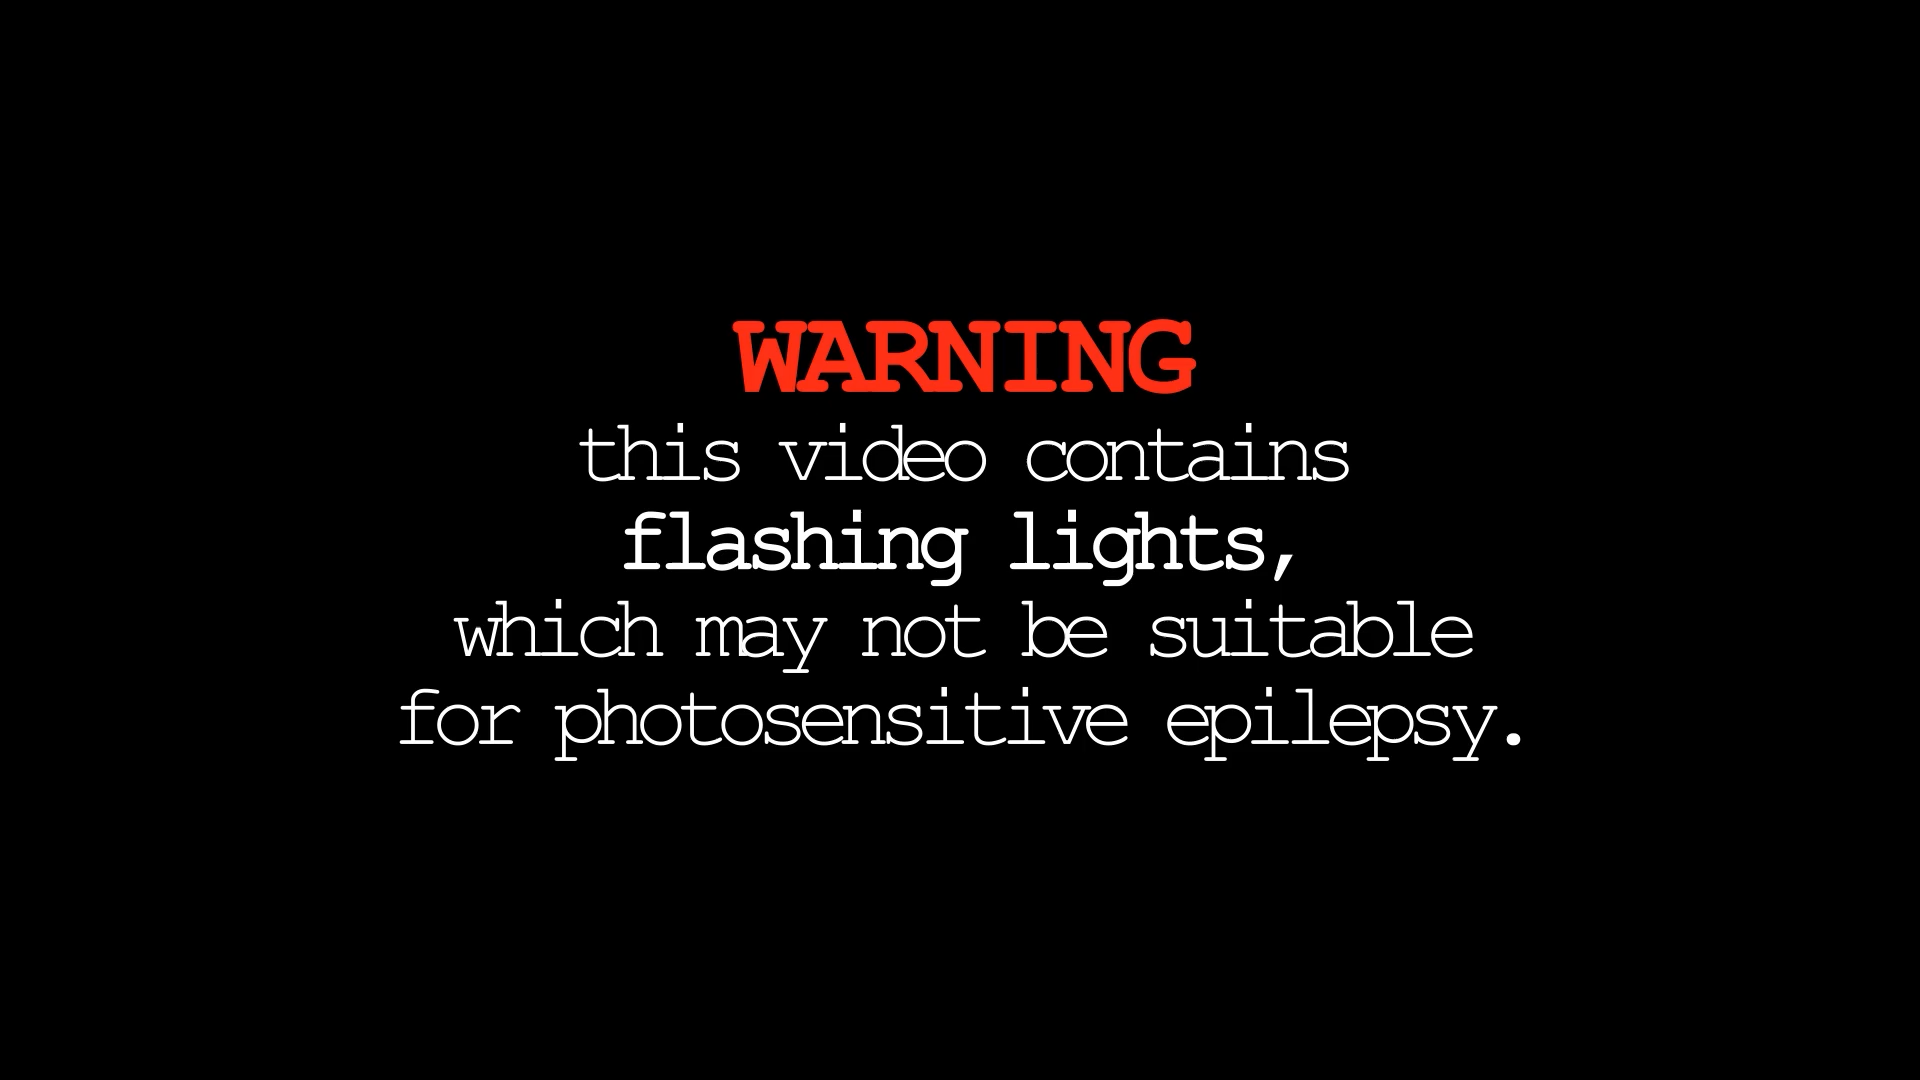 WARNING
this video contains
flashing lights,
which may not be suitable
for photosensitive epilepsy.